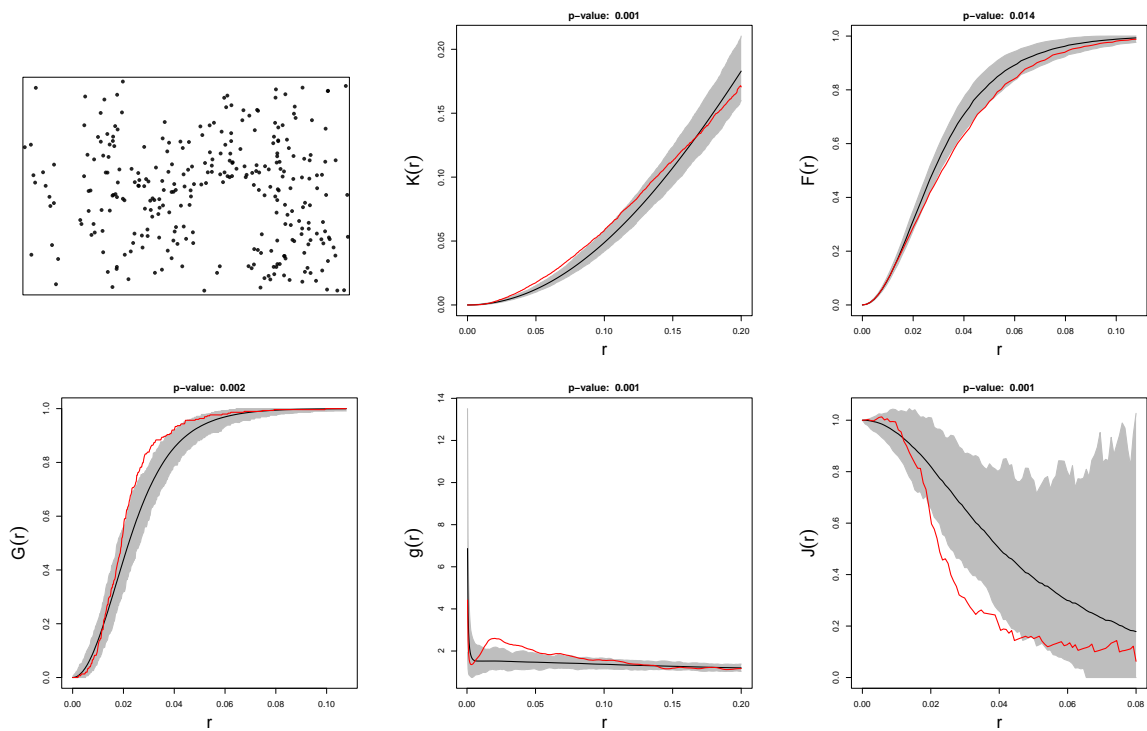 p−value: 0.001
K(r)
0.00 0.05 0.10 0.15 0.20
0.00 0.05 0.10 0.15 0.20
r
p−value: 0.014
F(r)
0.0 0.2 0.4 0.6 0.8 1.0
0.00 0.02 0.04 0.06 0.08 0.10
r
p−value: 0.002
G(r)
0.0 0.2 0.4 0.6 0.8 1.0
0.00 0.02 0.04 0.06 0.08 0.10
r
p−value: 0.001
g(r)
2 4 6 8 10 12 14
0.00 0.05 0.10 0.15 0.20
r
p−value: 0.001
J(r)
0.0 0.2 0.4 0.6 0.8 1.0
0.00 0.02 0.04 0.06 0.08
r